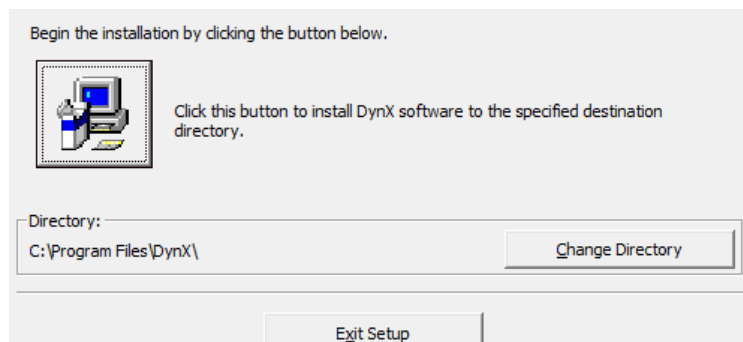 Begin the installation by clicking the button below.
Click this button to install DynX software to the specified destination
directory.
Directory:
C:\Program Files\DynX\
Change Directory
Exit Setup